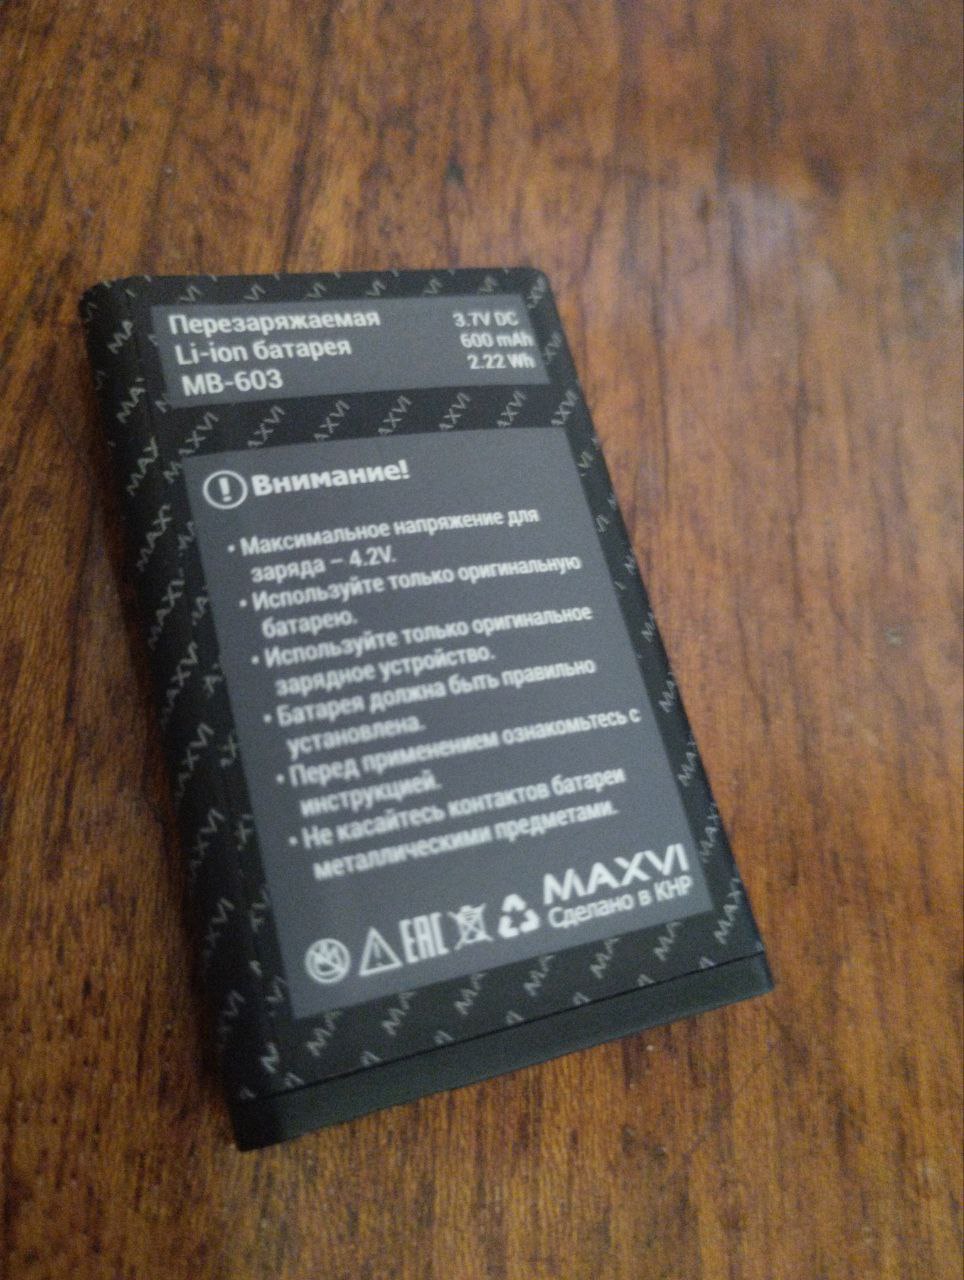 Перезаряжаемая
Li-ion батарея
MB-603
3.7V DC
600 mAh
2.22 Wh
Внимание!
• Максимальное напряжение для
заряда – 4.2V.
• Используйте только оригинальную
батарею.
• Используйте только оригинальное
зарядное устройство.
• Батарея должна быть правильно
установлена.
• Перед применением ознакомьтесь с
инструкцией.
• Не касайтесь контактов батареи
металлическими предметами.
MAXVI
EAC Сделано в КНР